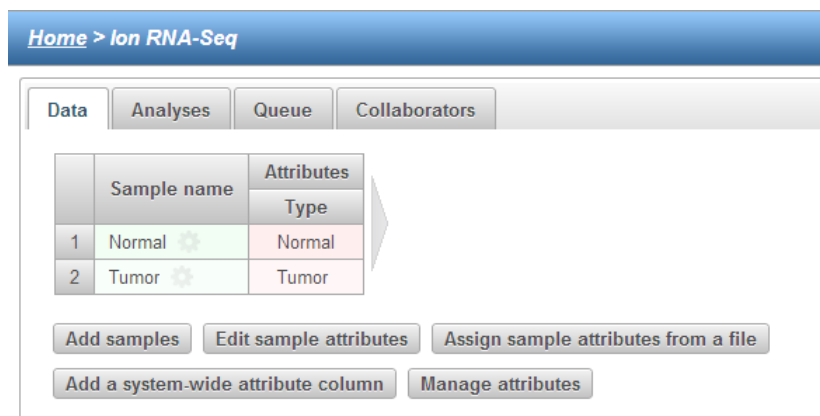 Home > Ion RNA-Seq
Data Analyses Queue Collaborators
Sample name Attributes
Type
1 Normal Normal
2 Tumor Tumor
Add samples Edit sample attributes Assign sample attributes from a file
Add a system-wide attribute column Manage attributes